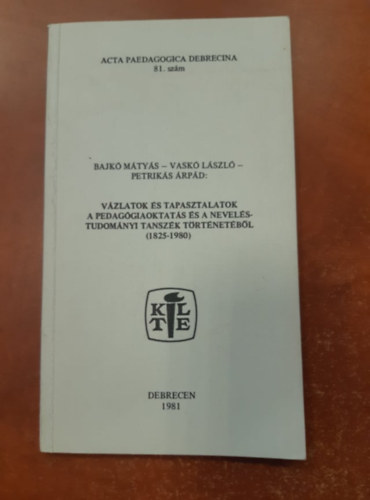 ACTA PAEDAGOGICA DEBRECINA
81. szám
BAJKÓ MÁTYÁS – VASKÓ LÁSZLÓ –
PETRIKÁS ÁRPÁD:
VÁZLATOK ÉS TAPASZTALATOK
A PEDAGÓGIAOKTATÁS ÉS A NEVELÉS-
TUDOMÁNYI TANSZÉK TÖRTÉNETÉBŐL
(1825-1980)
K L
T E
DEBRECEN
1981